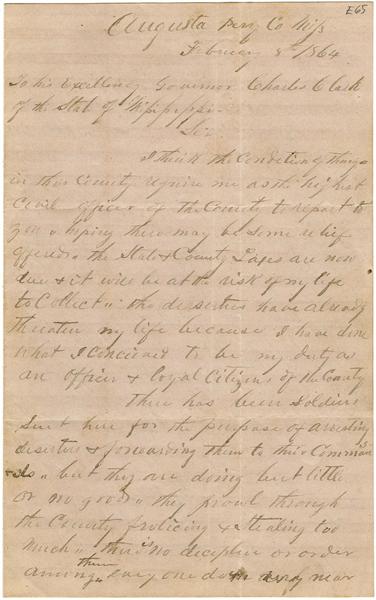 E65
Augusta Perry Co Miss
February 8th 1864
To his Excellency Governor Charles Clark
of the State of Mississippi
Sir
I think the Condition of things
in this County require me as the highest
Civil officer of the County to report to
you & hoping there may be some relief
offered & the State & County Taxes are now
due & it will be at the risk of my life
to Collect " the deserters have already
threaten my life because I have done
what I conceived to be my duty as
an officer & loyal Citizen of the County
There has been Soldiers
Sent here for the purpose of arresting
deserters & forwarding them to their Comman
ds " but they are doing but little
or no good " they prowl through
the County frolicing & stealing too
much " there is no decipline or order
among them every one do near